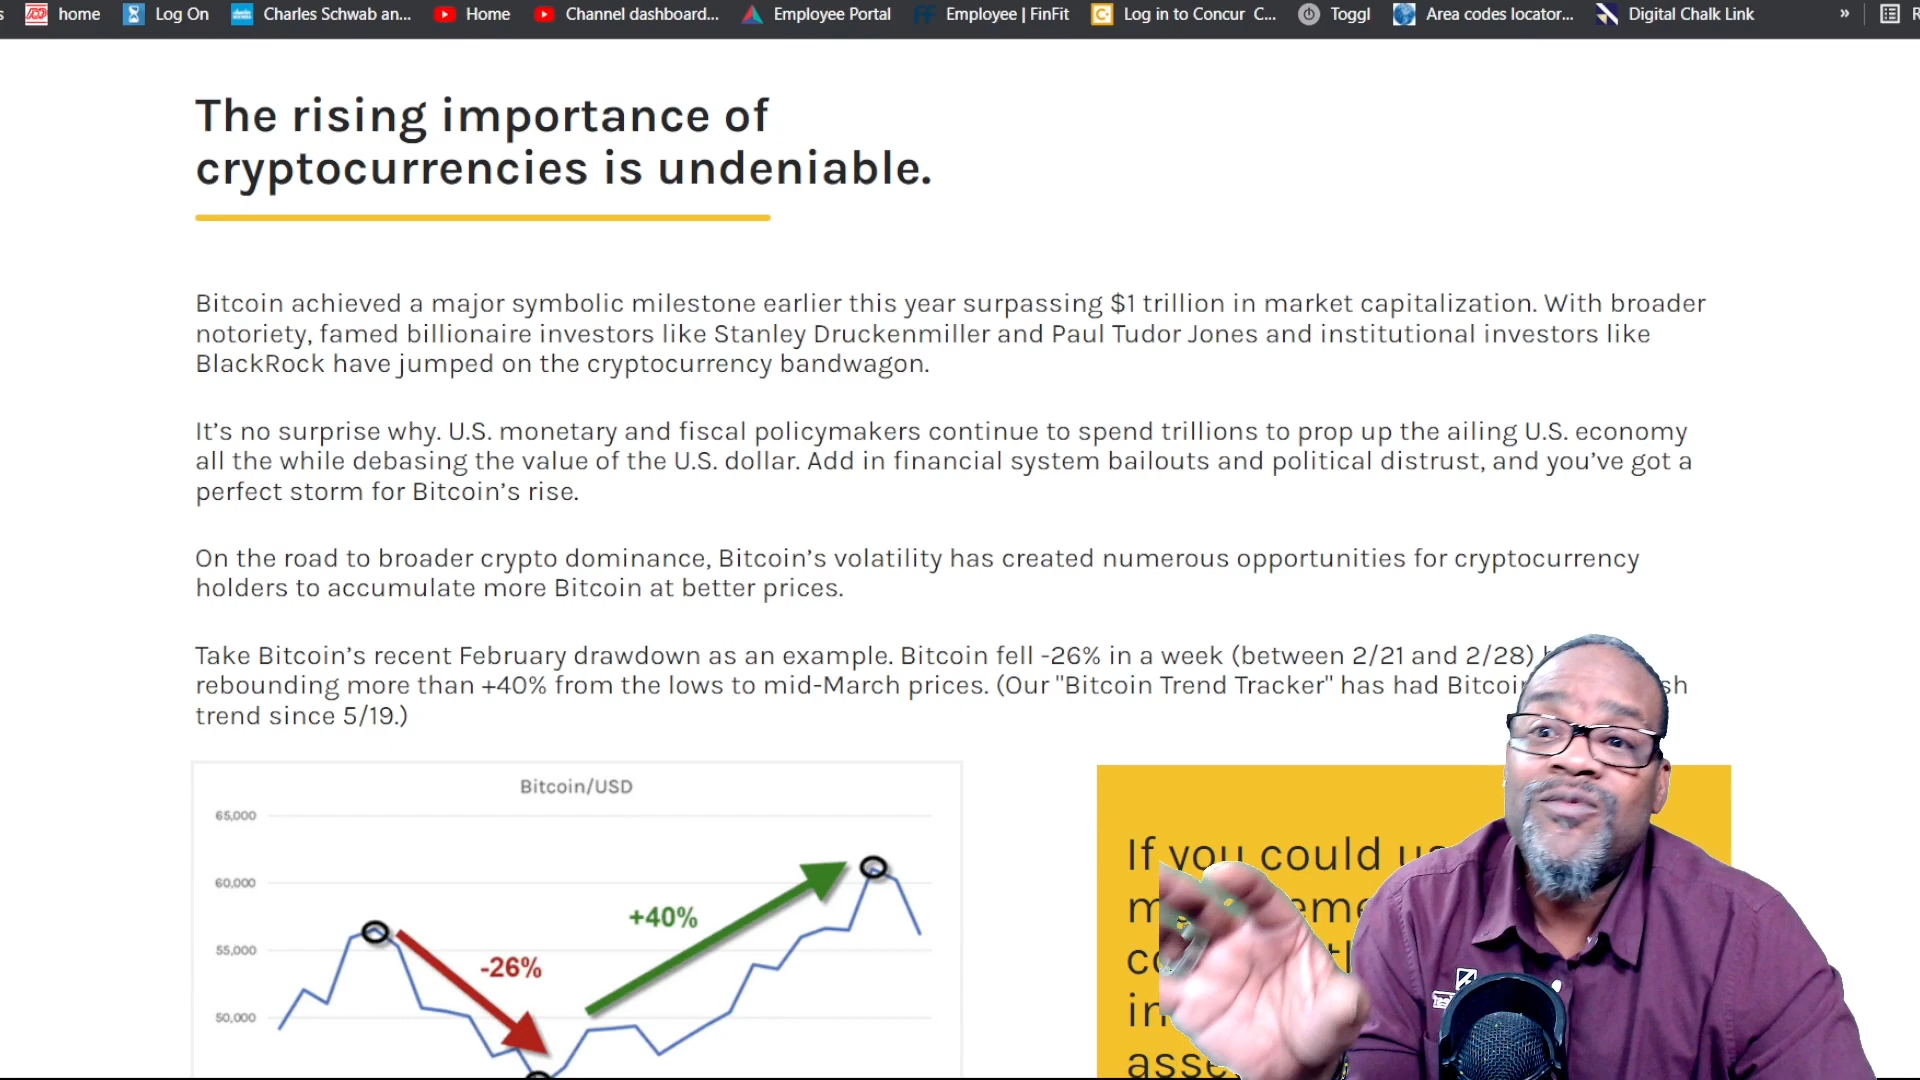 home
Log On
Charles Schwab an...
Home
Channel dashboard...
Employee Portal
FF Employee | FinFit
Log in to Concur C...
Toggl
Area codes locator...
Digital Chalk Link
»
The rising importance of
cryptocurrencies is undeniable.
Bitcoin achieved a major symbolic milestone earlier this year surpassing $1 trillion in market capitalization. With broader
notoriety, famed billionaire investors like Stanley Druckenmiller and Paul Tudor Jones and institutional investors like
BlackRock have jumped on the cryptocurrency bandwagon.
It’s no surprise why. U.S. monetary and fiscal policymakers continue to spend trillions to prop up the ailing U.S. economy
all the while debasing the value of the U.S. dollar. Add in financial system bailouts and political distrust, and you’ve got a
perfect storm for Bitcoin’s rise.
On the road to broader crypto dominance, Bitcoin’s volatility has created numerous opportunities for cryptocurrency
holders to accumulate more Bitcoin at better prices.
Take Bitcoin’s recent February drawdown as an example. Bitcoin fell -26% in a week (between 2/21 and 2/28)
rebounding more than +40% from the lows to mid-March prices. (Our "Bitcoin Trend Tracker" has had
trend since 5/19.)
Bitcoin/USD
65,000
60,000
55,000
50,000
+40%
-26%
If you could